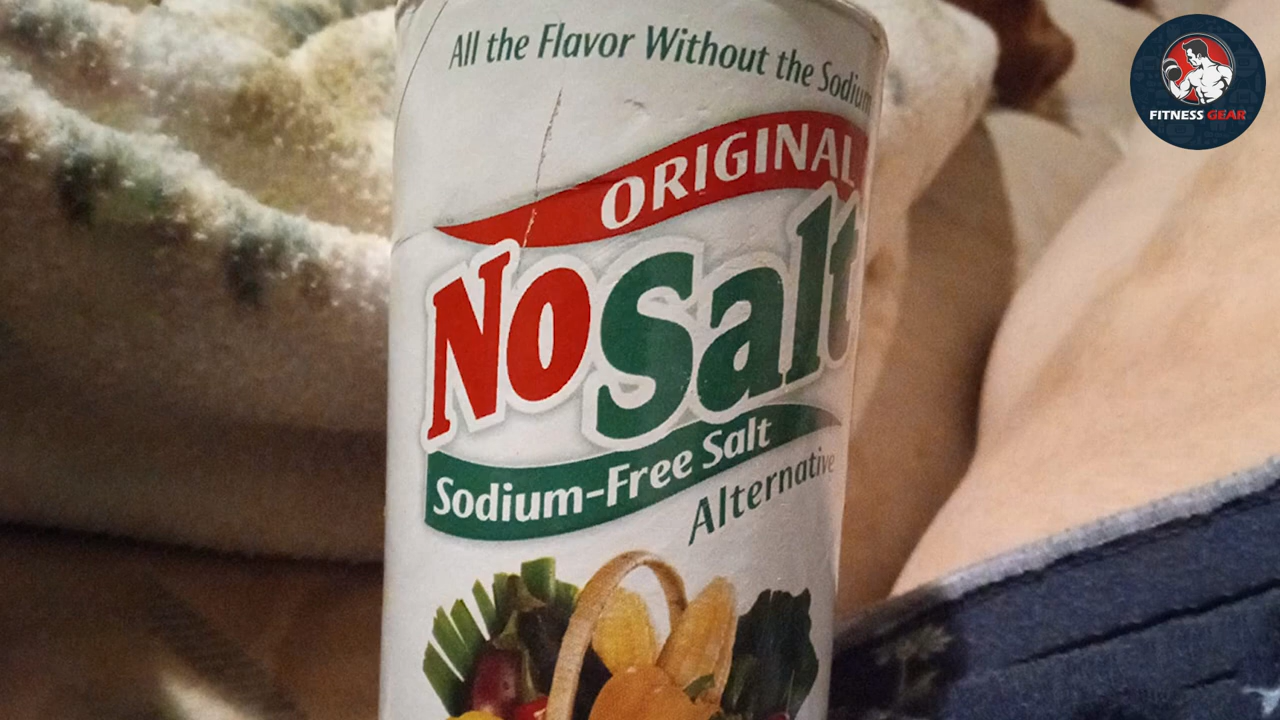 All the Flavor Without the Sodium
ORIGINAL
NoSalt
Sodium-Free Salt
Alternative
FITNESS GEAR